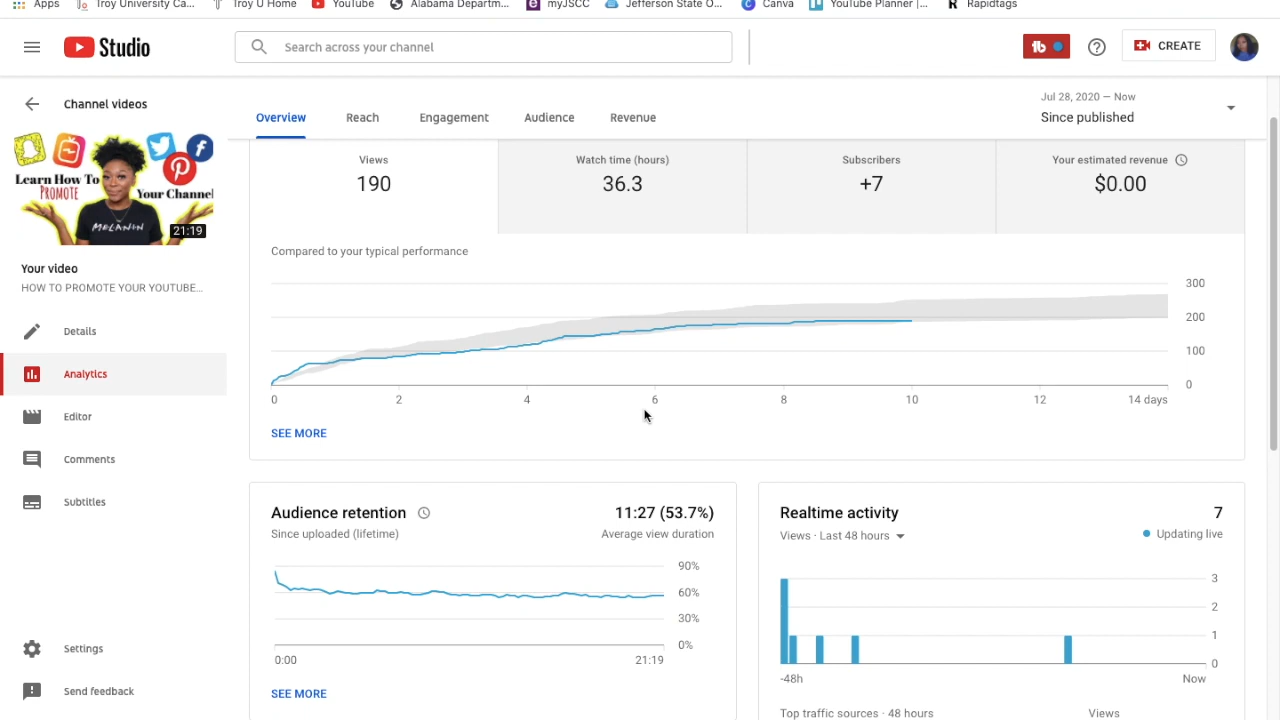 Apps Troy University Ca... Troy U Home YouTube Alabama Departm... myJSCC Jefferson State O... Canva YouTube Planner |... Rapidtags
Studio
Search across your channel
CREATE
Channel videos
Learn How To
PROMOTE
Your Channel
MELANIN
21:19
Your video
HOW TO PROMOTE YOUR YOUTUBE...
Details
Analytics
Editor
Comments
Subtitles
Settings
Send feedback
Overview Reach Engagement Audience Revenue
Jul 28, 2020 – Now
Since published
Views
190
Watch time (hours)
36.3
Subscribers
+7
Your estimated revenue
$0.00
Compared to your typical performance
300
200
100
0
0 2 4 6 8 10 12 14 days
SEE MORE
Audience retention
11:27 (53.7%)
Since uploaded (lifetime)
Average view duration
90%
60%
30%
0%
0:00 21:19
SEE MORE
Realtime activity
7
Views · Last 48 hours
Updating live
3
2
1
0
-48h Now
Top traffic sources · 48 hours Views